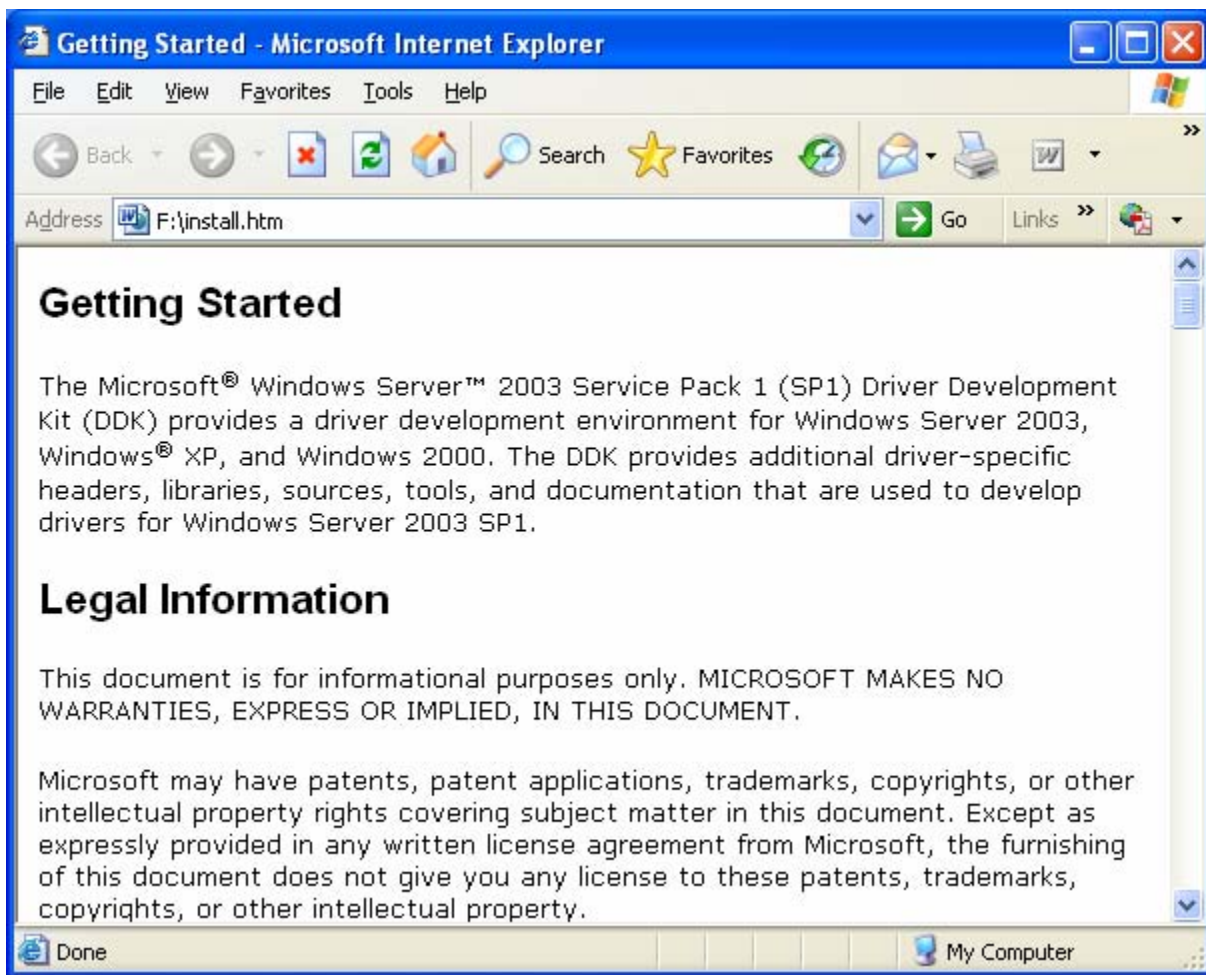 Getting Started - Microsoft Internet Explorer
File Edit View Favorites Tools Help
Back Search Favorites
Address F:\install.htm Go Links
Getting Started
The Microsoft® Windows Server™ 2003 Service Pack 1 (SP1) Driver Development
Kit (DDK) provides a driver development environment for Windows Server 2003,
Windows® XP, and Windows 2000. The DDK provides additional driver-specific
headers, libraries, sources, tools, and documentation that are used to develop
drivers for Windows Server 2003 SP1.
Legal Information
This document is for informational purposes only. MICROSOFT MAKES NO
WARRANTIES, EXPRESS OR IMPLIED, IN THIS DOCUMENT.
Microsoft may have patents, patent applications, trademarks, copyrights, or other
intellectual property rights covering subject matter in this document. Except as
expressly provided in any written license agreement from Microsoft, the furnishing
of this document does not give you any license to these patents, trademarks,
copyrights, or other intellectual property.
Done My Computer